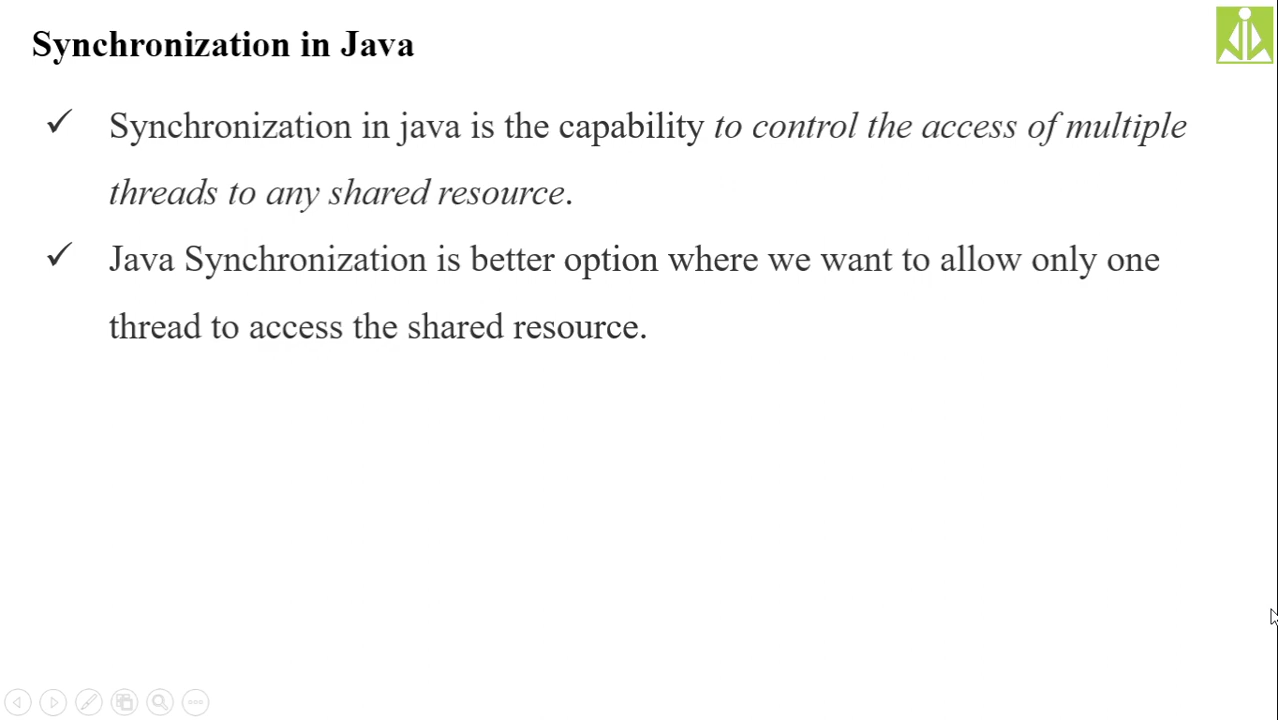 Synchronization in Java
✓ Synchronization in java is the capability to control the access of multiple
threads to any shared resource.
✓ Java Synchronization is better option where we want to allow only one
thread to access the shared resource.